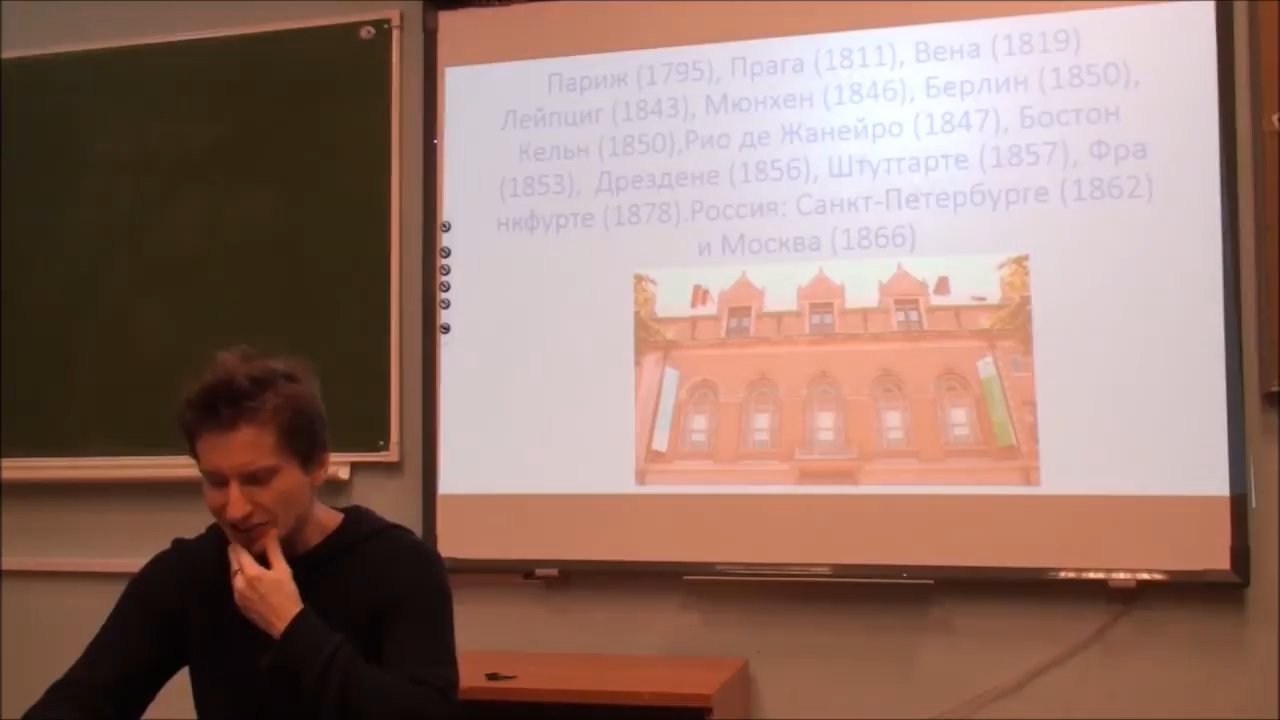 Париж (1795), Прага (1811), Вена (1819)
Лейпциг (1843), Мюнхен (1846), Берлин (1850),
Кельн (1850),Рио де Жанейро (1847), Бостон
(1853), Дрездене (1856), Штутгарте (1857), Фра
нкфурте (1878).Россия: Санкт-Петербурге (1862)
и Москва (1866)